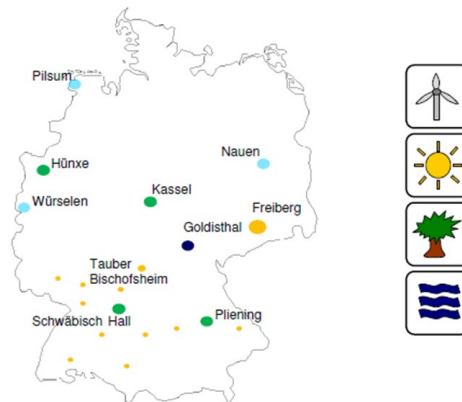 Pilsum
Nauen
Hünxe
Kassel
Würselen
Freiberg
Goldisthal
Tauber
Bischofsheim
Schwäbisch Hall
Pliening